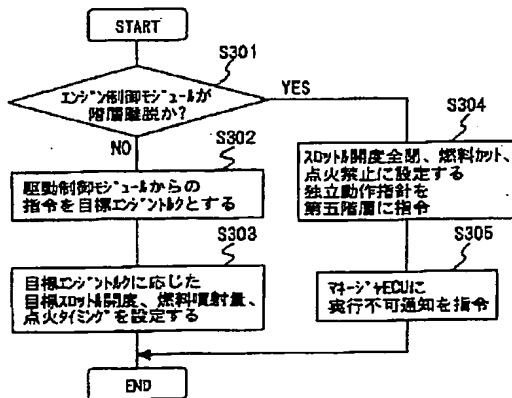 START
S301
エンジン制御モジュールが
階層離脱か?
YES
NO
S302
駆動制御モジュールからの
指令を目標エンジントルクとする
S303
目標エンジントルクに応じた
目標スロットル開度、燃料噴射量、
点火タイミングを設定する
S304
スロットル開度全閉、燃料カット、
点火禁止に設定する
独立動作指針を
第五階層に指令
S305
マネージャECUに
実行不可通知を指令
END